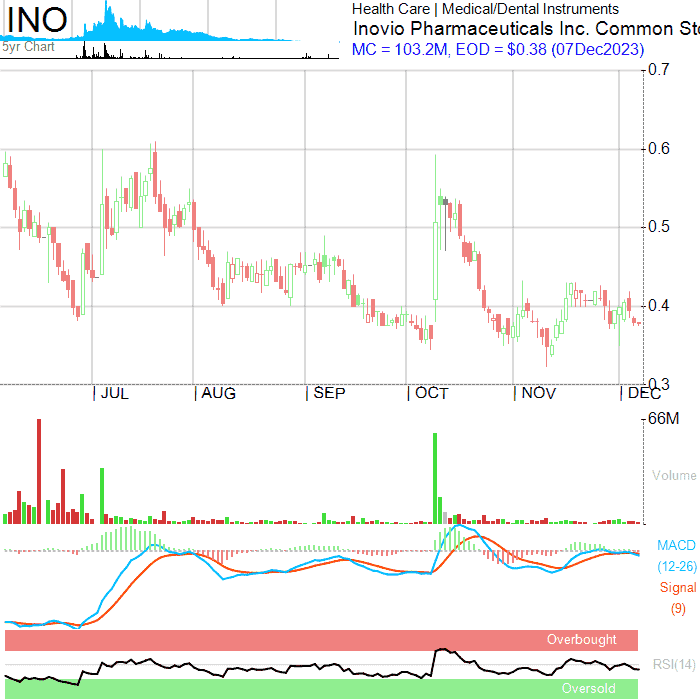 INO
5yr Chart
Health Care | Medical/Dental Instruments
Inovio Pharmaceuticals Inc. Common Sto
MC = 103.2M, EOD = $0.38 (07Dec2023)
0.7
0.6
0.5
0.4
0.3
JUL AUG SEP OCT NOV DEC
66M
Volume
MACD
(12-26)
Signal
(9)
Overbought
RSI(14)
Oversold